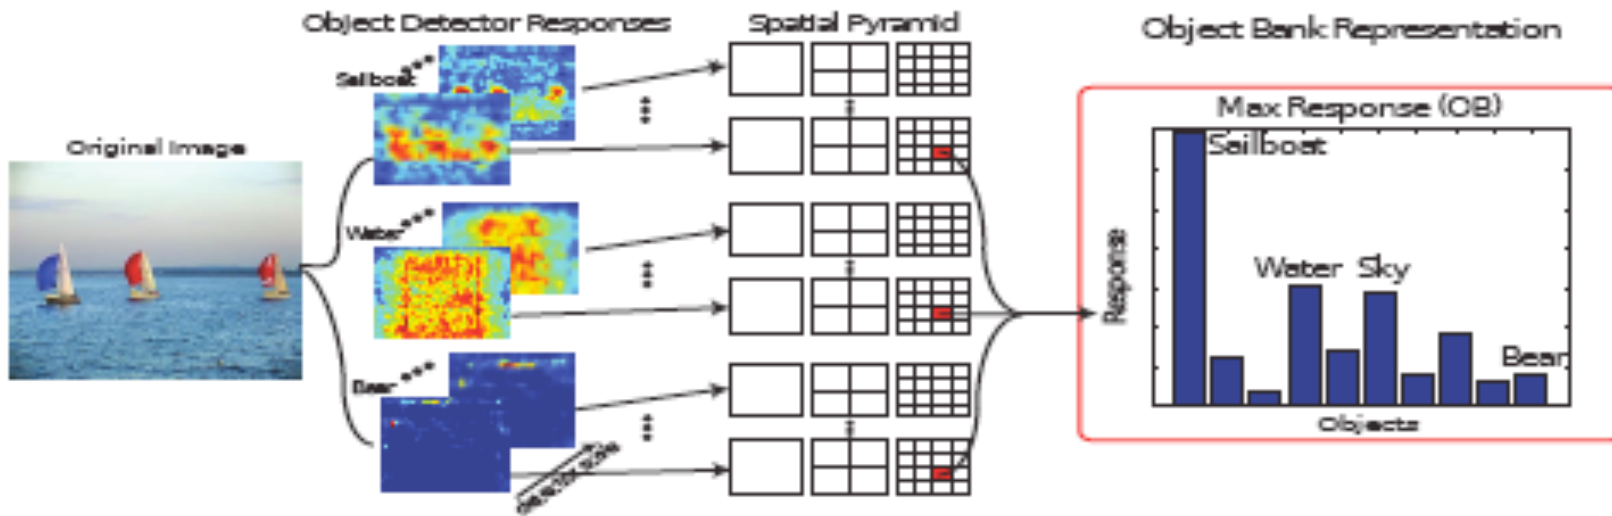 Object Detector Responses
Spatial Pyramid
Object Bank Representation
Original Image
Sailboat
Water
Bear
Max Response (OB)
Sailboat
Water
Sky
Bear
Response
Objects